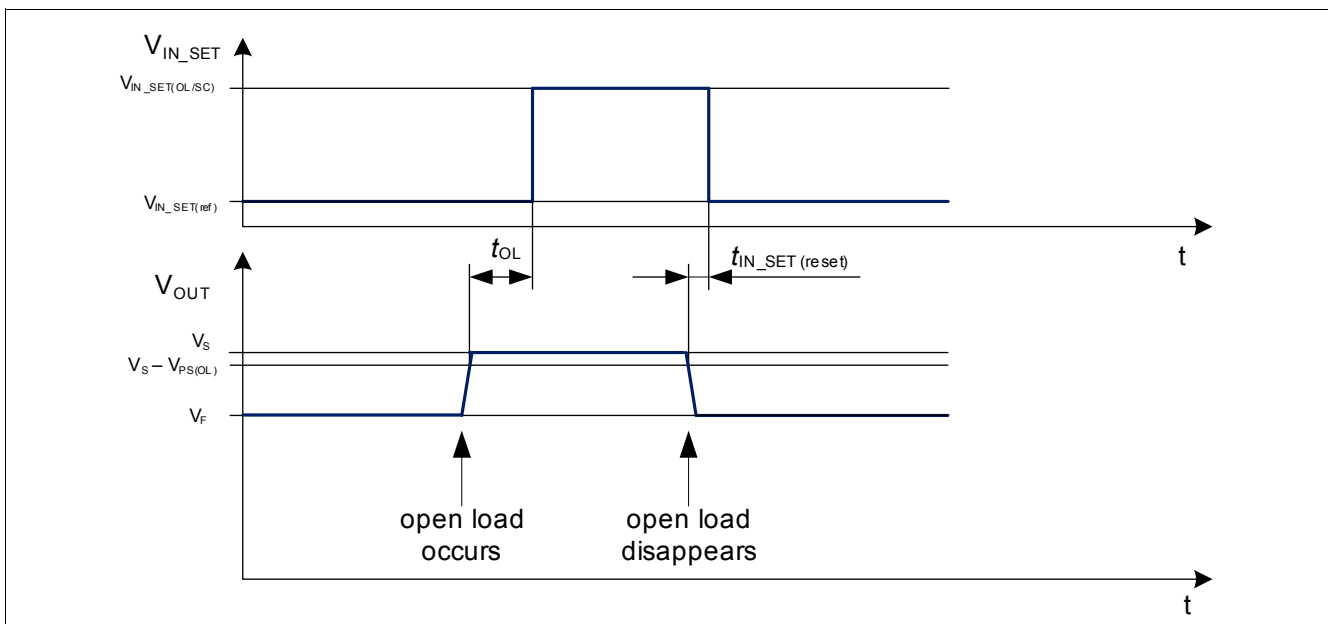 V_IN_SET
V_IN_SET(OL/SC)
V_IN_SET(ref)
t
t_OL
t_IN_SET (reset)
V_OUT
V_S
V_S – V_PS(OL)
V_F
open load
occurs
open load
disappears
t